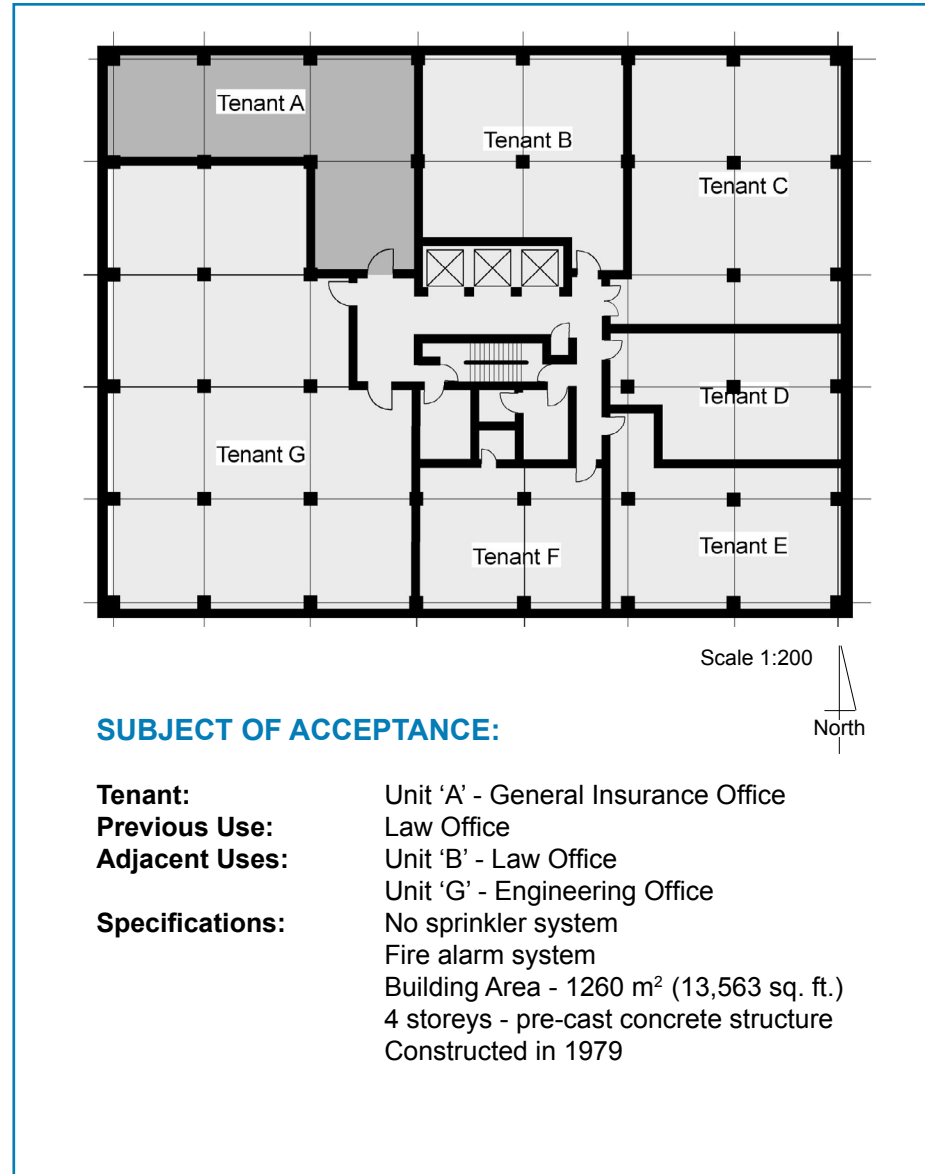 Tenant A
Tenant B
Tenant C
Tenant D
Tenant G
Tenant E
Tenant F
Scale 1:200
North
SUBJECT OF ACCEPTANCE:
Tenant: Unit ‘A’ - General Insurance Office
Previous Use: Law Office
Adjacent Uses: Unit ‘B’ - Law Office
Unit ‘G’ - Engineering Office
Specifications: No sprinkler system
Fire alarm system
Building Area - 1260 m² (13,563 sq. ft.)
4 storeys - pre-cast concrete structure
Constructed in 1979